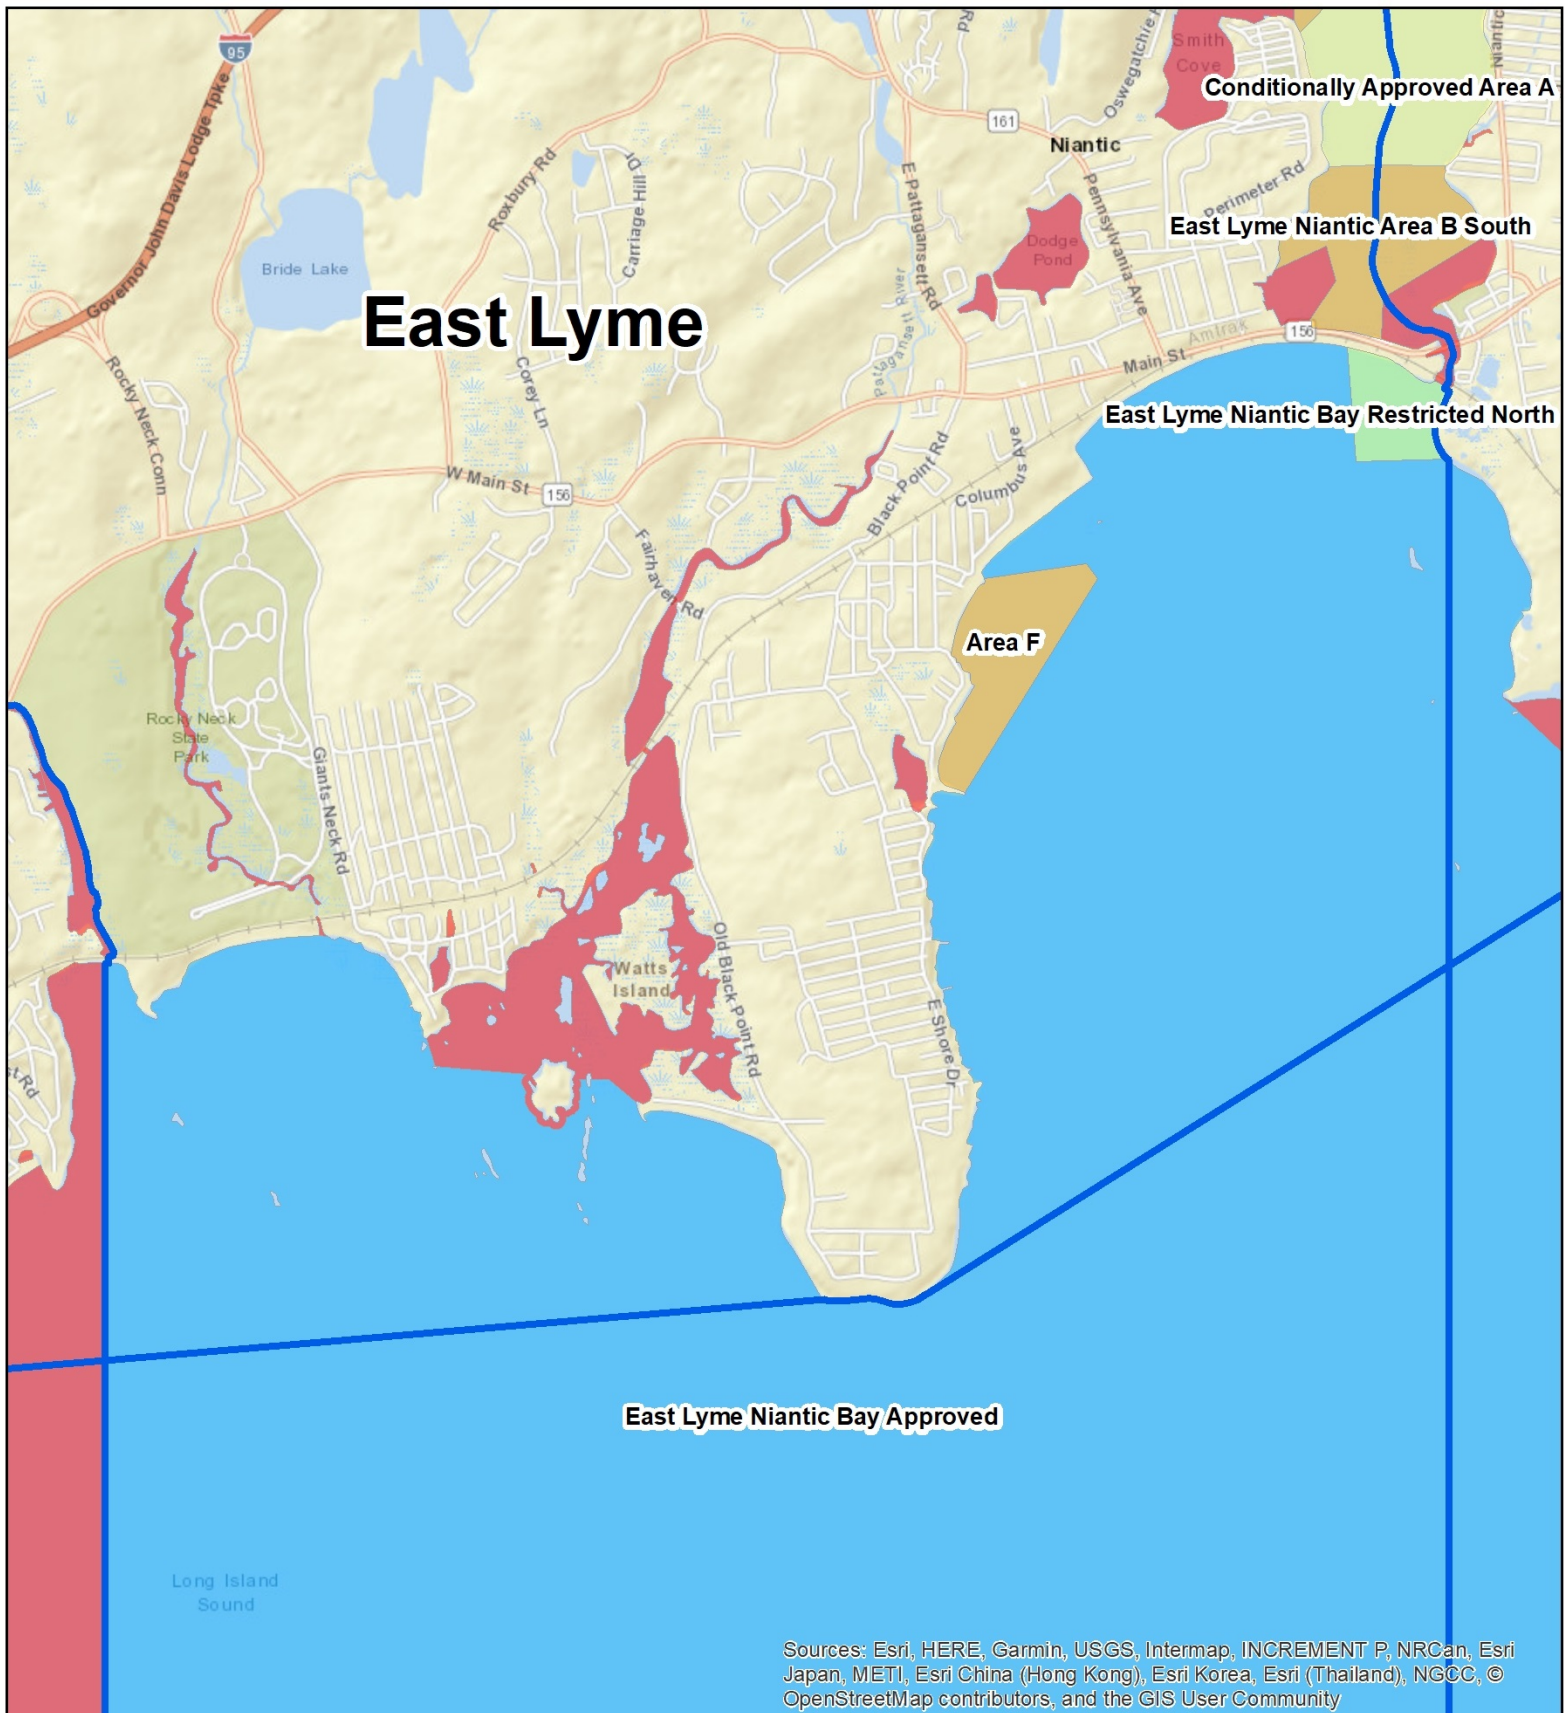 95
Governor John Davis Lodge Tpke
Bride Lake
East Lyme
Roxbury Rd
Carriage Hill Dr
Corey Ln
Rocky Neck Conn
W Main St
156
161
Niantic
Oswegatchie
Rd
Smith
Cove
Niantic
Conditionally Approved Area A
Perimeter Rd
East Lyme Niantic Area B South
E Pattagansett Rd
Pennsylvania Ave
Dodge
Pond
Pattagansett River
Amtrak
156
Main St
East Lyme Niantic Bay Restricted North
Black Point Rd
Columbus Ave
Fairhaven Rd
Area F
Rocky Neck
State
Park
Giants Neck Rd
Watts
Island
Old Black Point Rd
E Shore Dr
st Rd
East Lyme Niantic Bay Approved
Long Island
Sound
Sources: Esri, HERE, Garmin, USGS, Intermap, INCREMENT P, NRCan, Esri
Japan, METI, Esri China (Hong Kong), Esri Korea, Esri (Thailand), NGCC, ©
OpenStreetMap contributors, and the GIS User Community